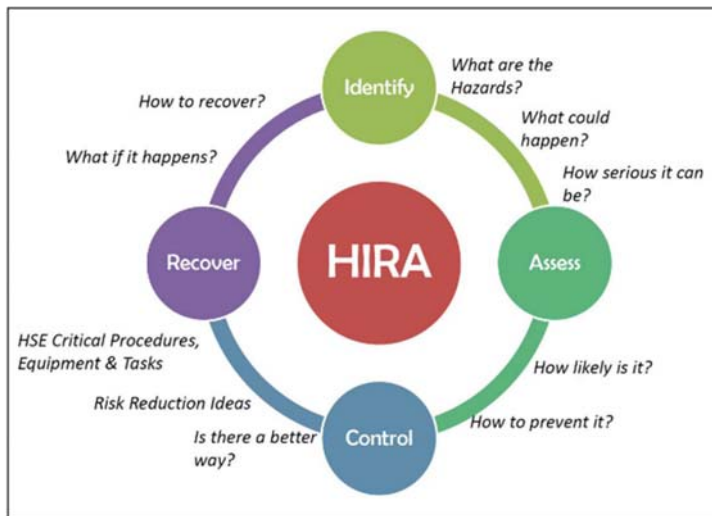 Identify
What are the
Hazards?
What could
happen?
How serious it can
be?
Assess
How likely is it?
How to prevent it?
Control
Is there a better
way?
Risk Reduction Ideas
HSE Critical Procedures,
Equipment & Tasks
Recover
What if it happens?
How to recover?
HIRA